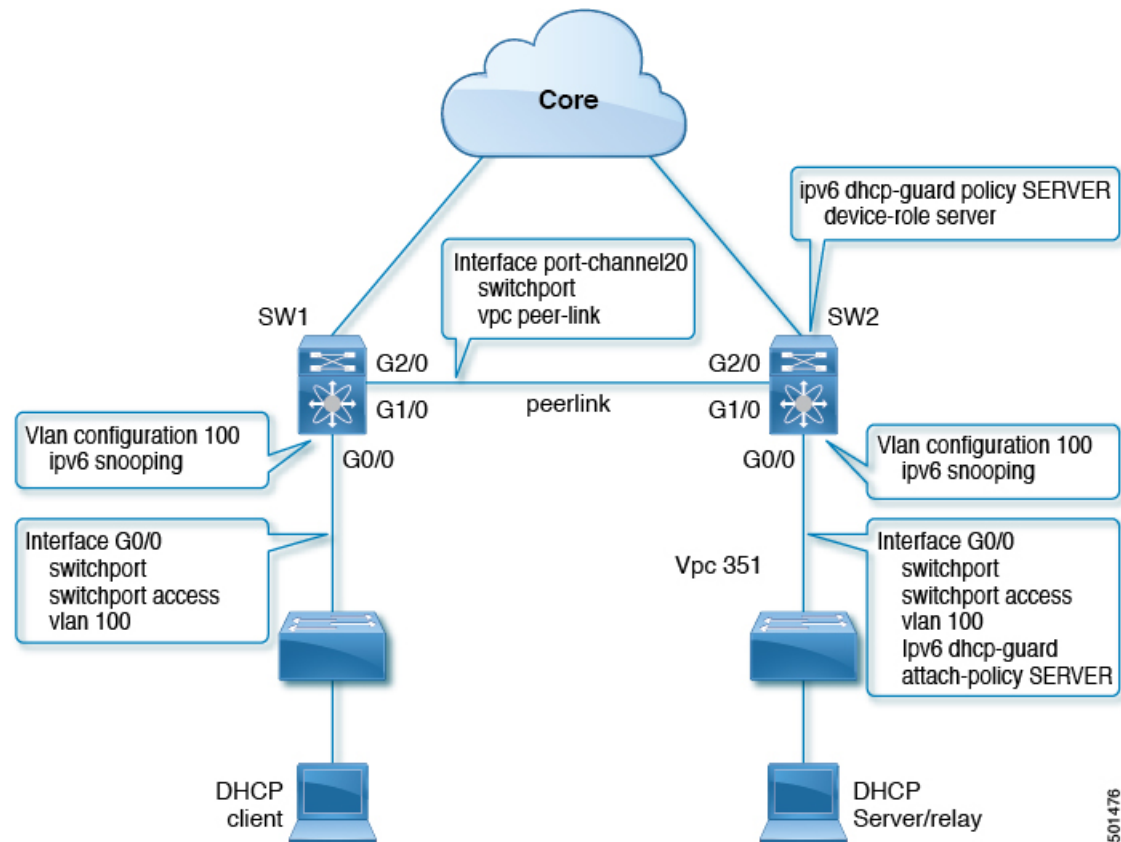 Core
ipv6 dhcp-guard policy SERVER
device-role server
Interface port-channel20
switchport
vpc peer-link
SW1
SW2
G2/0
G2/0
peerlink
G1/0
G1/0
Vlan configuration 100
ipv6 snooping
G0/0
G0/0
Vlan configuration 100
ipv6 snooping
Interface G0/0
switchport
switchport access
vlan 100
Vpc 351
Interface G0/0
switchport
switchport access
vlan 100
Ipv6 dhcp-guard
attach-policy SERVER
DHCP
client
DHCP
Server/relay
501476